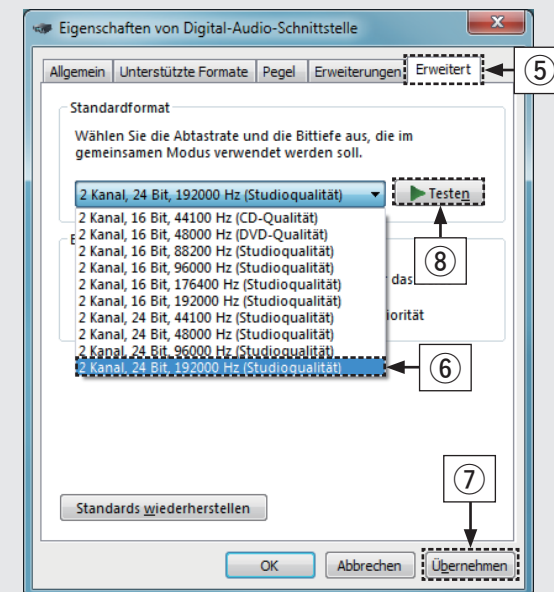 Eigenschaften von Digital-Audio-Schnittstelle
Allgemein Unterstützte Formate Pegel Erweiterungen Erweitert
5
Standardformat
Wählen Sie die Abtastrate und die Bittiefe aus, die im
gemeinsamen Modus verwendet werden soll.
2 Kanal, 24 Bit, 192000 Hz (Studioqualität) Testen
2 Kanal, 16 Bit, 44100 Hz (CD-Qualität)
2 Kanal, 16 Bit, 48000 Hz (DVD-Qualität)
2 Kanal, 16 Bit, 88200 Hz (Studioqualität)
8
2 Kanal, 16 Bit, 96000 Hz (Studioqualität)
2 Kanal, 16 Bit, 176400 Hz (Studioqualität) das
2 Kanal, 16 Bit, 192000 Hz (Studioqualität)
2 Kanal, 24 Bit, 44100 Hz (Studioqualität) iorität
2 Kanal, 24 Bit, 48000 Hz (Studioqualität)
2 Kanal, 24 Bit, 96000 Hz (Studioqualität)
2 Kanal, 24 Bit, 192000 Hz (Studioqualität)
6
7
Standards wiederherstellen
OK Abbrechen Übernehmen